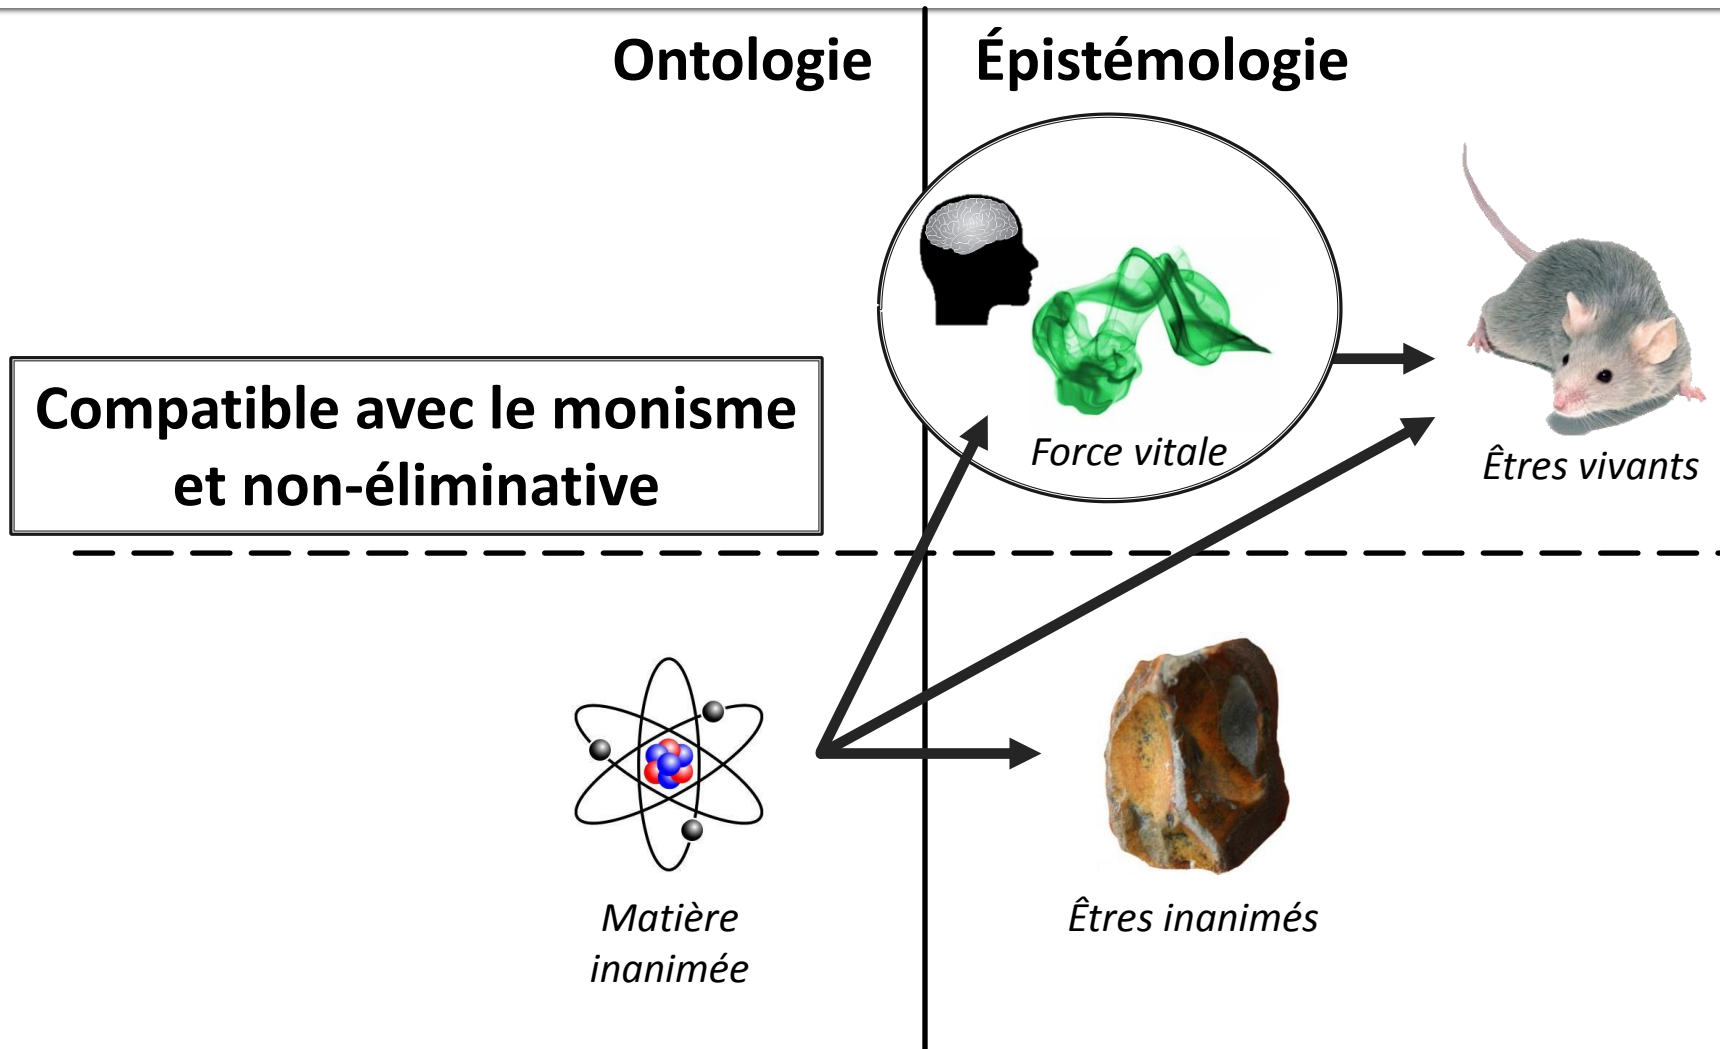 Ontologie
Épistémologie
Force vitale
Êtres vivants
Compatible avec le monisme
et non-éliminative
Matière
inanimée
Êtres inanimés